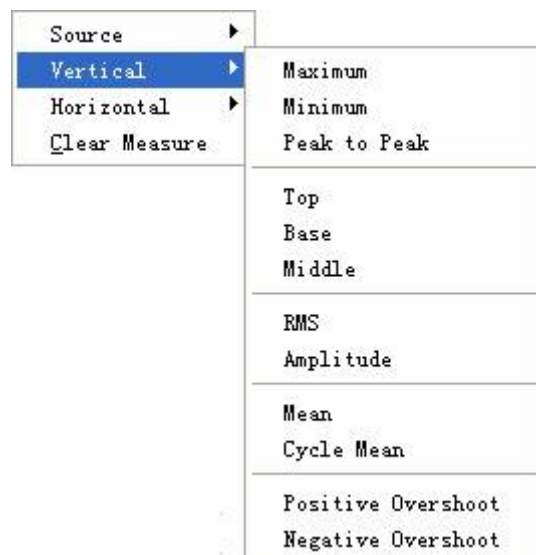 Source
Vertical
Horizontal
Clear Measure
Maximum
Minimum
Peak to Peak
Top
Base
Middle
RMS
Amplitude
Mean
Cycle Mean
Positive Overshoot
Negative Overshoot